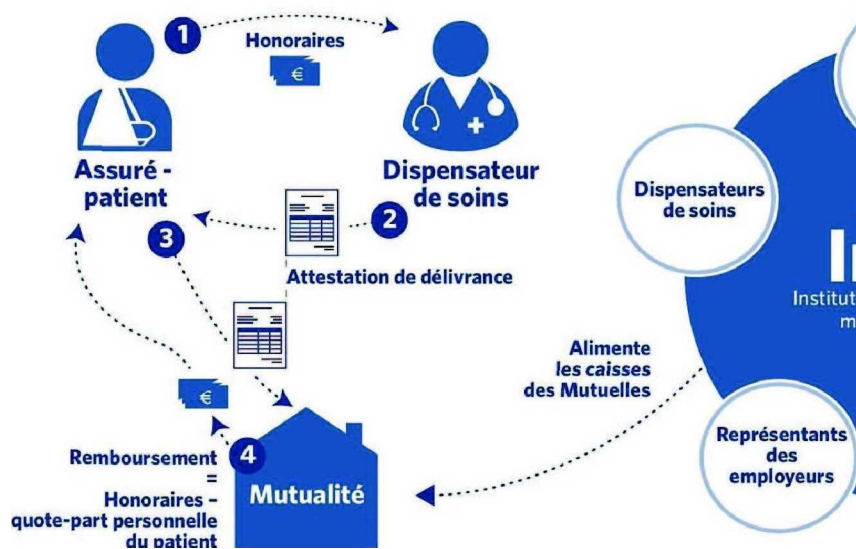 1
Honoraires
€
Assuré -
patient
Dispensateur
de soins
2
3
Attestation de délivrance
€
4
Remboursement
=
Honoraires –
quote-part personnelle
du patient
Mutualité
Alimente
les caisses
des Mutuelles
Dispensateurs
de soins
Institut
Représentants
des
employeurs